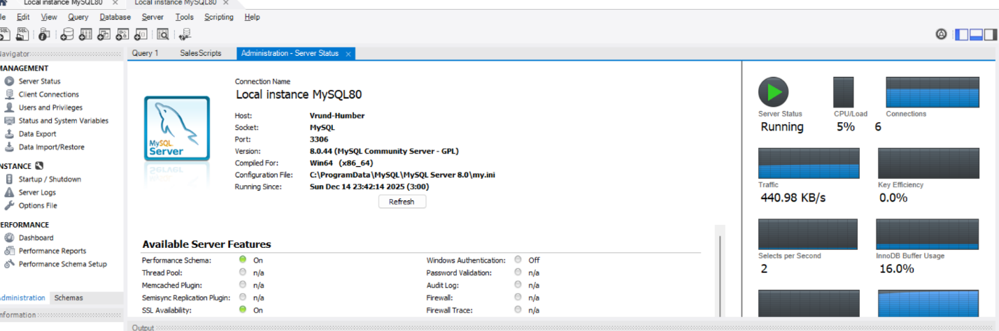 Local instance MySQL80 × Local instance MySQL80 ×
le Edit View Query Database Server Tools Scripting Help
Navigator
Query 1 SalesScripts Administration - Server Status ×
MANAGEMENT
Server Status
Client Connections
Users and Privileges
Status and System Variables
Data Export
Data Import/Restore
INSTANCE
Startup / Shutdown
Server Logs
Options File
PERFORMANCE
Dashboard
Performance Reports
Performance Schema Setup
Administration Schemas
Information
MySQL
Server
Connection Name
Local instance MySQL80
Host: Vrund-Humber
Socket: MySQL
Port: 3306
Version: 8.0.44 (MySQL Community Server - GPL)
Compiled For: Win64 (x86_64)
Configuration File: C:\ProgramData\MySQL\MySQL Server 8.0\my.ini
Running Since: Sun Dec 14 23:42:14 2025 (3:00)
Refresh
Available Server Features
Performance Schema: On Windows Authentication: Off
Thread Pool: n/a Password Validation: n/a
Memcached Plugin: n/a Audit Log: n/a
Semisync Replication Plugin: n/a Firewall: n/a
SSL Availability: On Firewall Trace: n/a
Server Status CPU/Load Connections
Running 5% 6
Traffic Key Efficiency
440.98 KB/s 0.0%
Selects per Second InnoDB Buffer Usage
2 16.0%
Output